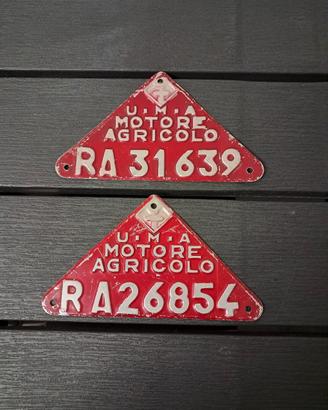 U·M·A
MOTORE
AGRICOLO
RA 31639
U·M·A
MOTORE
AGRICOLO
RA 26854